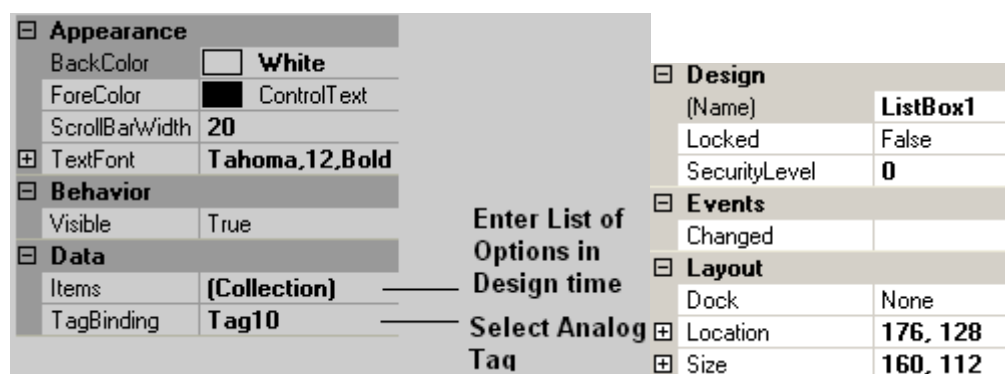 Appearance
BackColor White
ForeColor ControlText
ScrollBarWidth 20
TextFont Tahoma,12,Bold
Behavior
Visible True
Data
Items (Collection)
TagBinding Tag10
Enter List of
Options in
Design time
Select Analog
Tag
Design
(Name) ListBox1
Locked False
SecurityLevel 0
Events
Changed
Layout
Dock None
Location 176, 128
Size 160, 112